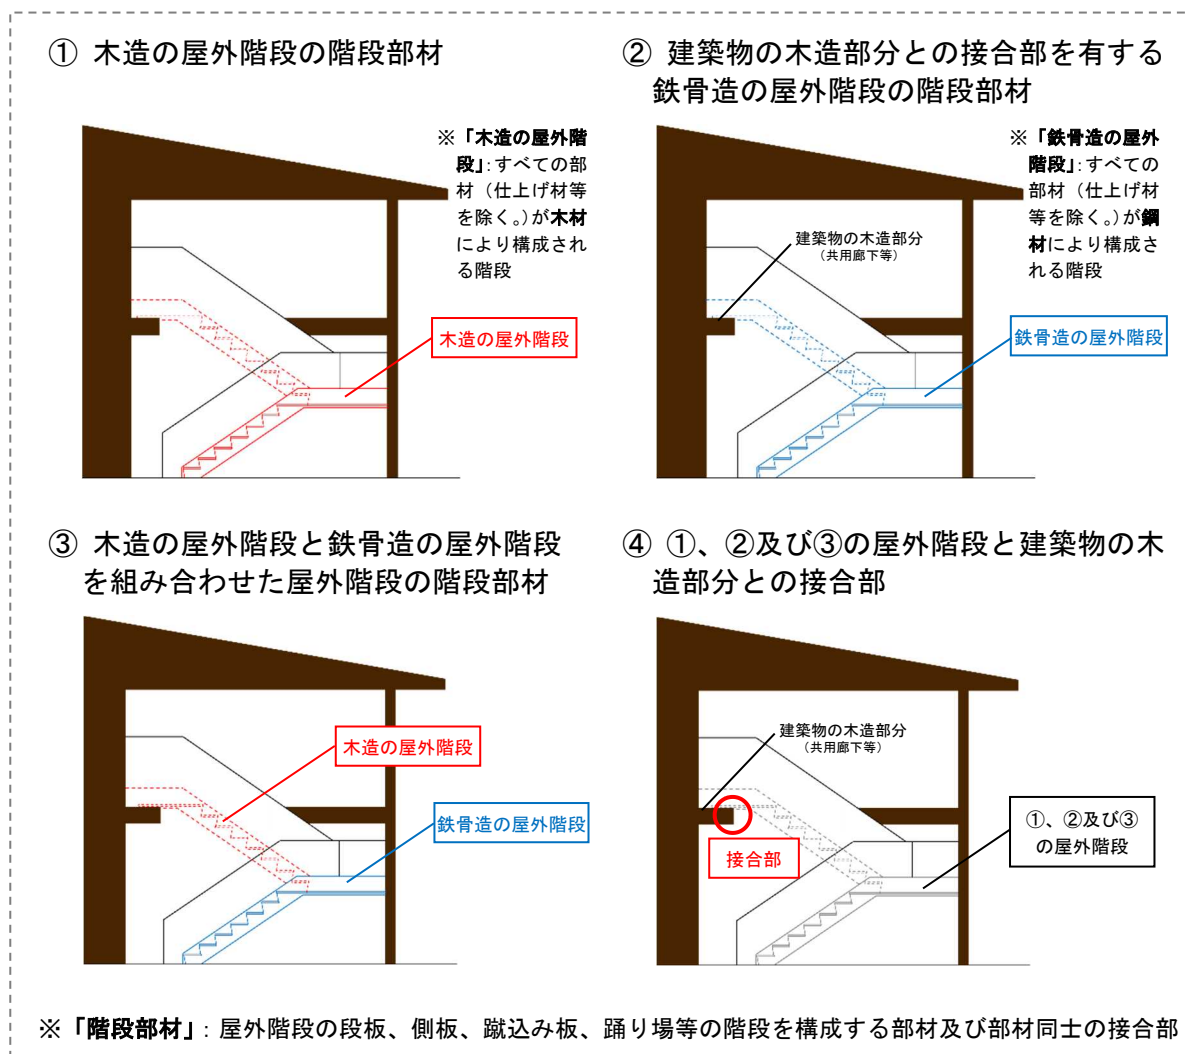 ① 木造の屋外階段の階段部材
② 建築物の木造部分との接合部を有する
鉄骨造の屋外階段の階段部材
※「木造の屋外階
段」：すべての部
材（仕上げ材等
を除く。）が木材
により構成され
る階段
木造の屋外階段
※「鉄骨造の屋外
階段」：すべての
部材（仕上げ材
等を除く。）が鋼
材により構成さ
れる階段
建築物の木造部分
（共用廊下等）
鉄骨造の屋外階段
③ 木造の屋外階段と鉄骨造の屋外階段
を組み合わせた屋外階段の階段部材
④ ①、②及び③の屋外階段と建築物の木
造部分との接合部
木造の屋外階段
鉄骨造の屋外階段
建築物の木造部分
（共用廊下等）
接合部
①、②及び③
の屋外階段
※「階段部材」：屋外階段の段板、側板、蹴込み板、踊り場等の階段を構成する部材及び部材同士の接合部